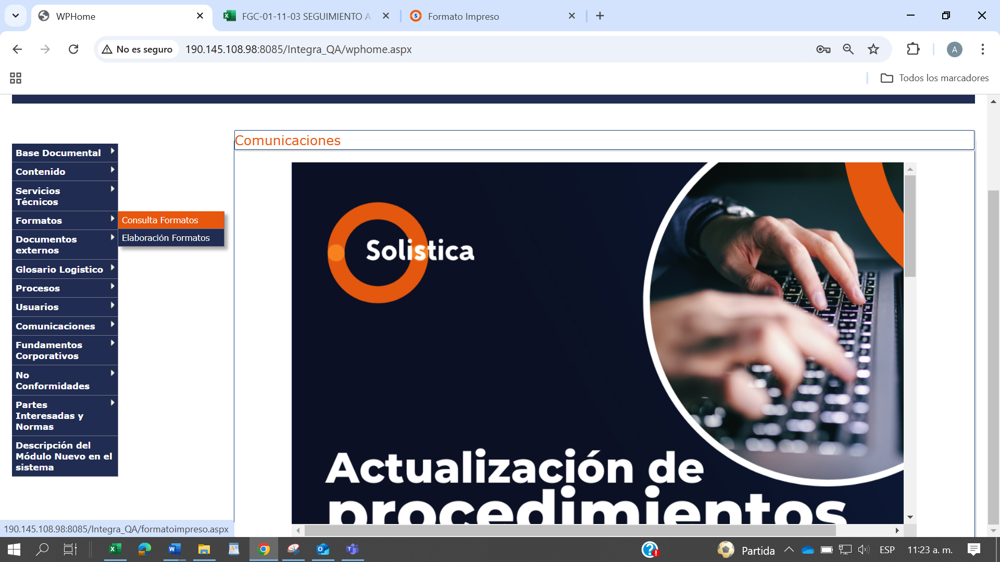 WPHome
FGC-01-11-03 SEGUIMIENTO A
Formato Impreso
No es seguro
190.145.108.98:8085/Integra_QA/wphome.aspx
A
Todos los marcadores
Comunicaciones
Base Documental
Contenido
Servicios
Técnicos
Formatos
Consulta Formatos
Elaboración Formatos
Documentos
externos
Glosario Logistico
Procesos
Usuarios
Comunicaciones
Fundamentos
Corporativos
No
Conformidades
Partes
Interesadas y
Normas
Descripción del
Módulo Nuevo en el
sistema
Solistica
Actualización de
procedimientos
190.145.108.98:8085/Integra_QA/formatoimpreso.aspx
Partida
ESP
11:23 a. m.